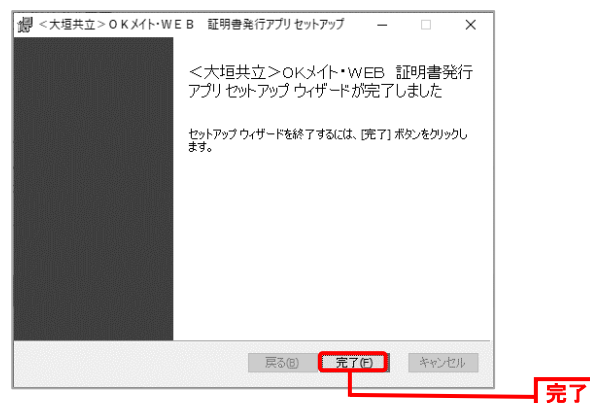 ＜大垣共立＞ＯＫメイト・ＷＥＢ　証明書発行アプリ セットアップ
＜大垣共立＞ＯＫメイト・ＷＥＢ　証明書発行
アプリ セットアップ ウィザードが完了しました
セットアップ ウィザードを終了するには、[完了] ボタンをクリックし
ます。
戻る(B) 完了(F) キャンセル
完了